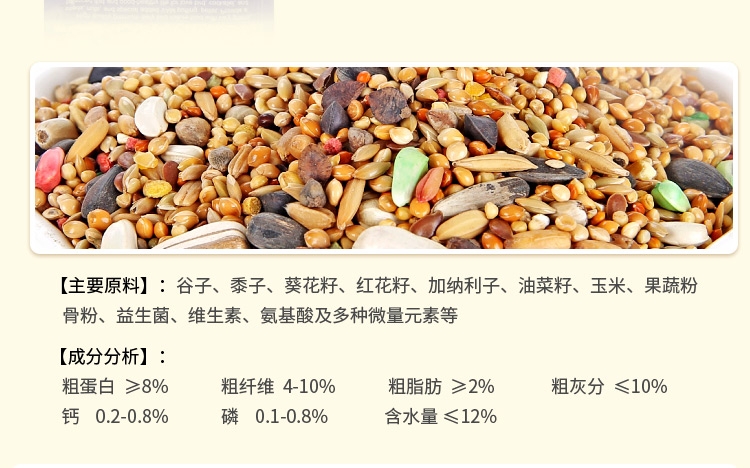 【主要原料】：谷子、黍子、葵花籽、红花籽、加纳利子、油菜籽、玉米、果蔬粉
骨粉、益生菌、维生素、氨基酸及多种微量元素等
【成分分析】：
粗蛋白 ≥8% 粗纤维 4-10% 粗脂肪 ≥2% 粗灰分 ≤10%
钙 0.2-0.8% 磷 0.1-0.8% 含水量 ≤12%